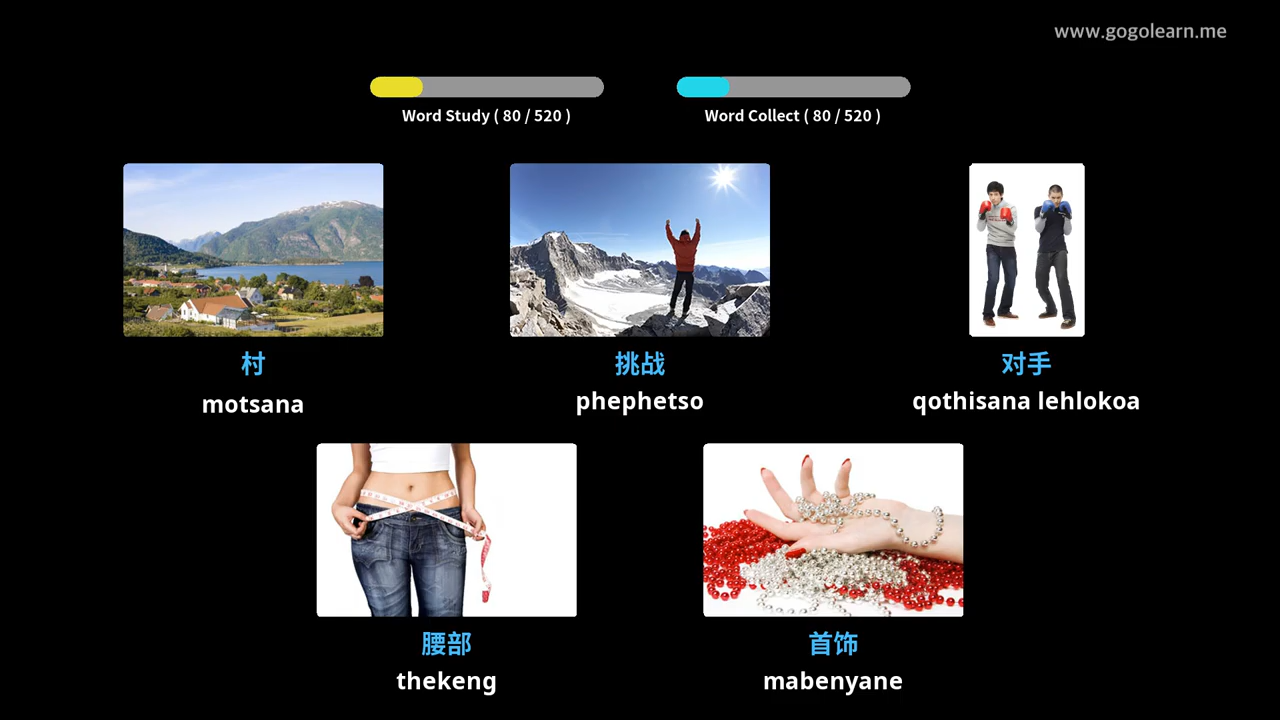 www.gogolearn.me
Word Study ( 80 / 520 )
Word Collect ( 80 / 520 )
村
motsana
挑战
phephetso
对手
qothisana lehlokoa
腰部
thekeng
首饰
mabenyane